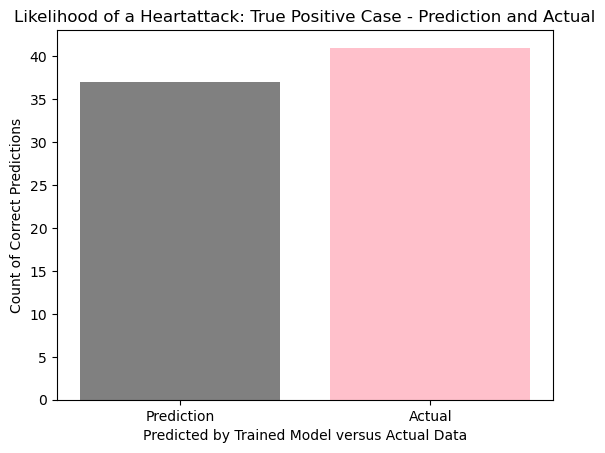 Likelihood of a Heartattack: True Positive Case - Prediction and Actual
Count of Correct Predictions
40
35
30
25
20
15
10
5
0
Prediction
Actual
Predicted by Trained Model versus Actual Data